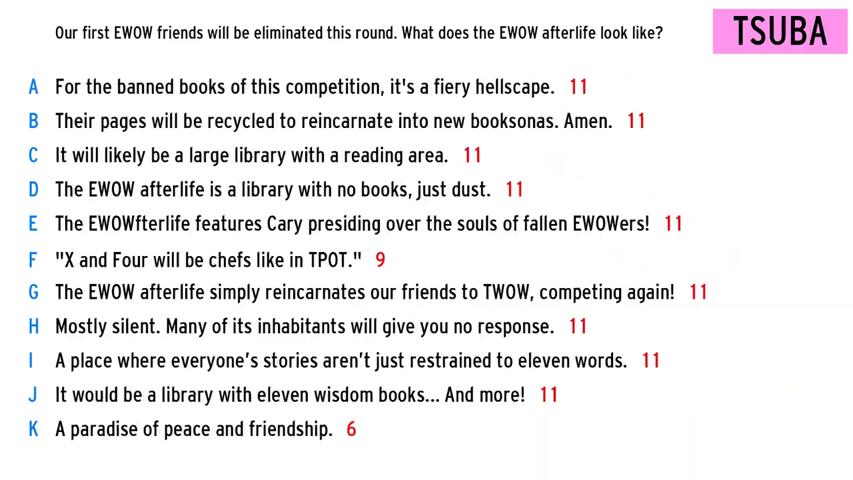 Our first EWOW friends will be eliminated this round. What does the EWOW afterlife look like?
TSUBA
A For the banned books of this competition, it's a fiery hellscape. 11
B Their pages will be recycled to reincarnate into new booksonas. Amen. 11
C It will likely be a large library with a reading area. 11
D The EWOW afterlife is a library with no books, just dust. 11
E The EWOWfterlife features Cary presiding over the souls of fallen EWOWers! 11
F "X and Four will be chefs like in TPOT." 9
G The EWOW afterlife simply reincarnates our friends to TWOW, competing again! 11
H Mostly silent. Many of its inhabitants will give you no response. 11
I A place where everyone’s stories aren’t just restrained to eleven words. 11
J It would be a library with eleven wisdom books... And more! 11
K A paradise of peace and friendship. 6